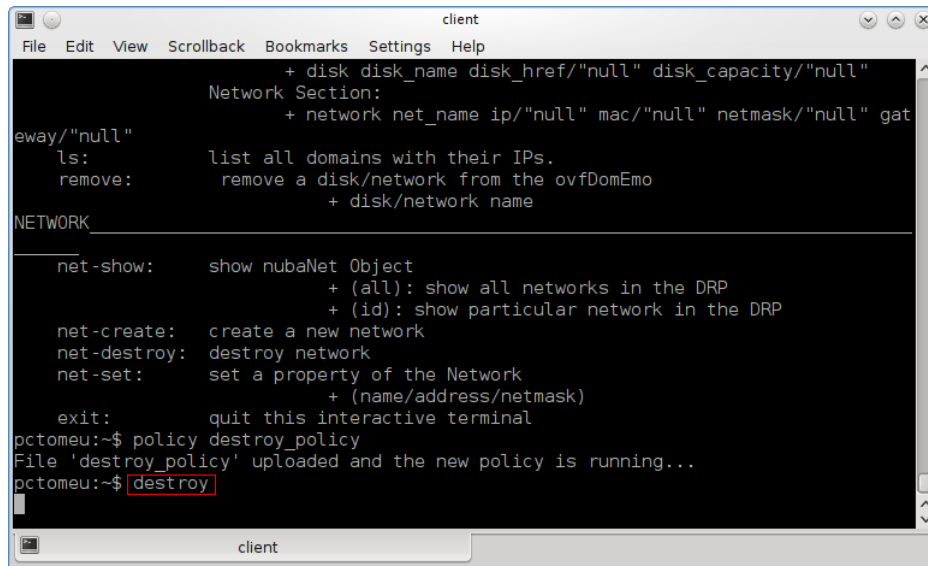 client
File Edit View Scrollback Bookmarks Settings Help
+ disk disk_name disk_href/"null" disk_capacity/"null"
Network Section:
+ network net_name ip/"null" mac/"null" netmask/"null" gat
eway/"null"
ls: list all domains with their IPs.
remove: remove a disk/network from the ovfDomEmo
+ disk/network name
NETWORK______________________________________________________________________________
______
net-show: show nubaNet Object
+ (all): show all networks in the DRP
+ (id): show particular network in the DRP
net-create: create a new network
net-destroy: destroy network
net-set: set a property of the Network
+ (name/address/netmask)
exit: quit this interactive terminal
pctomeu:~$ policy destroy_policy
File 'destroy_policy' uploaded and the new policy is running...
pctomeu:~$ destroy
client